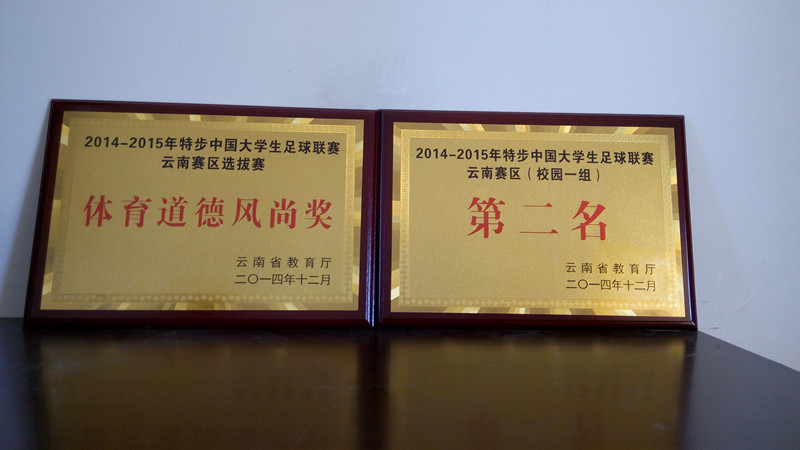 2014-2015年特步中国大学生足球联赛
云南赛区选拔赛
体育道德风尚奖
云南省教育厅
二〇一四年十二月
2014-2015年特步中国大学生足球联赛
云南赛区（校园一组）
第二名
云南省教育厅
二〇一四年十二月